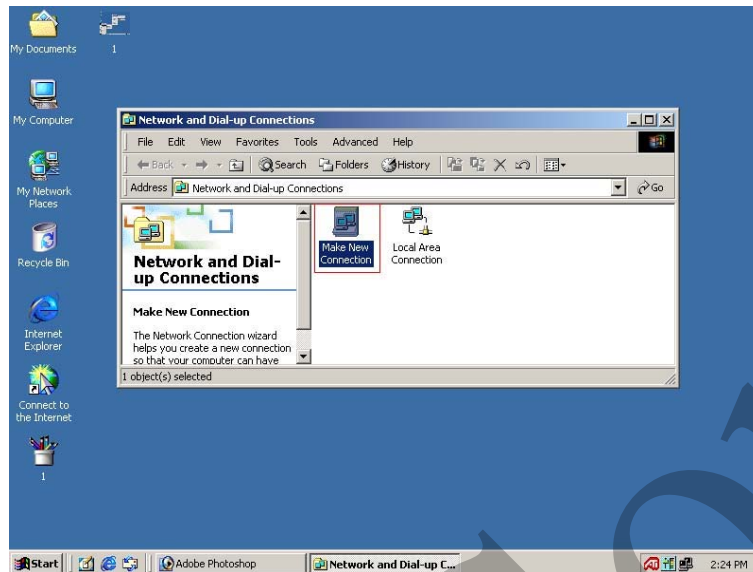 My Documents
1
My Computer
My Network
Places
Recycle Bin
Internet
Explorer
Connect to
the Internet
1
Network and Dial-up Connections
File Edit View Favorites Tools Advanced Help
Back Search Folders History
Address Network and Dial-up Connections Go
Network and Dial-
up Connections
Make New Connection
The Network Connection wizard
helps you create a new connection
so that your computer can have
Make New
Connection
Local Area
Connection
1 object(s) selected
Start Adobe Photoshop Network and Dial-up C... 2:24 PM